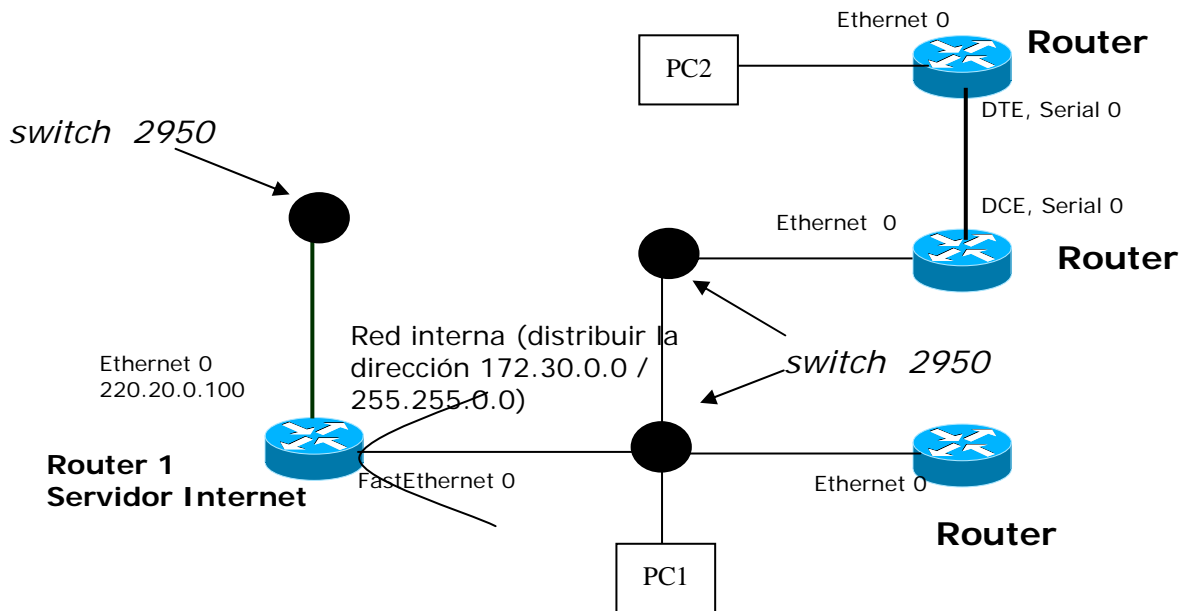 Ethernet 0
Router
PC2
DTE, Serial 0
switch 2950
DCE, Serial 0
Ethernet 0
Router
Red interna (distribuir la
dirección 172.30.0.0 /
255.255.0.0)
switch 2950
Ethernet 0
220.20.0.100
Router 1
Servidor Internet
FastEthernet 0
Ethernet 0
Router
PC1